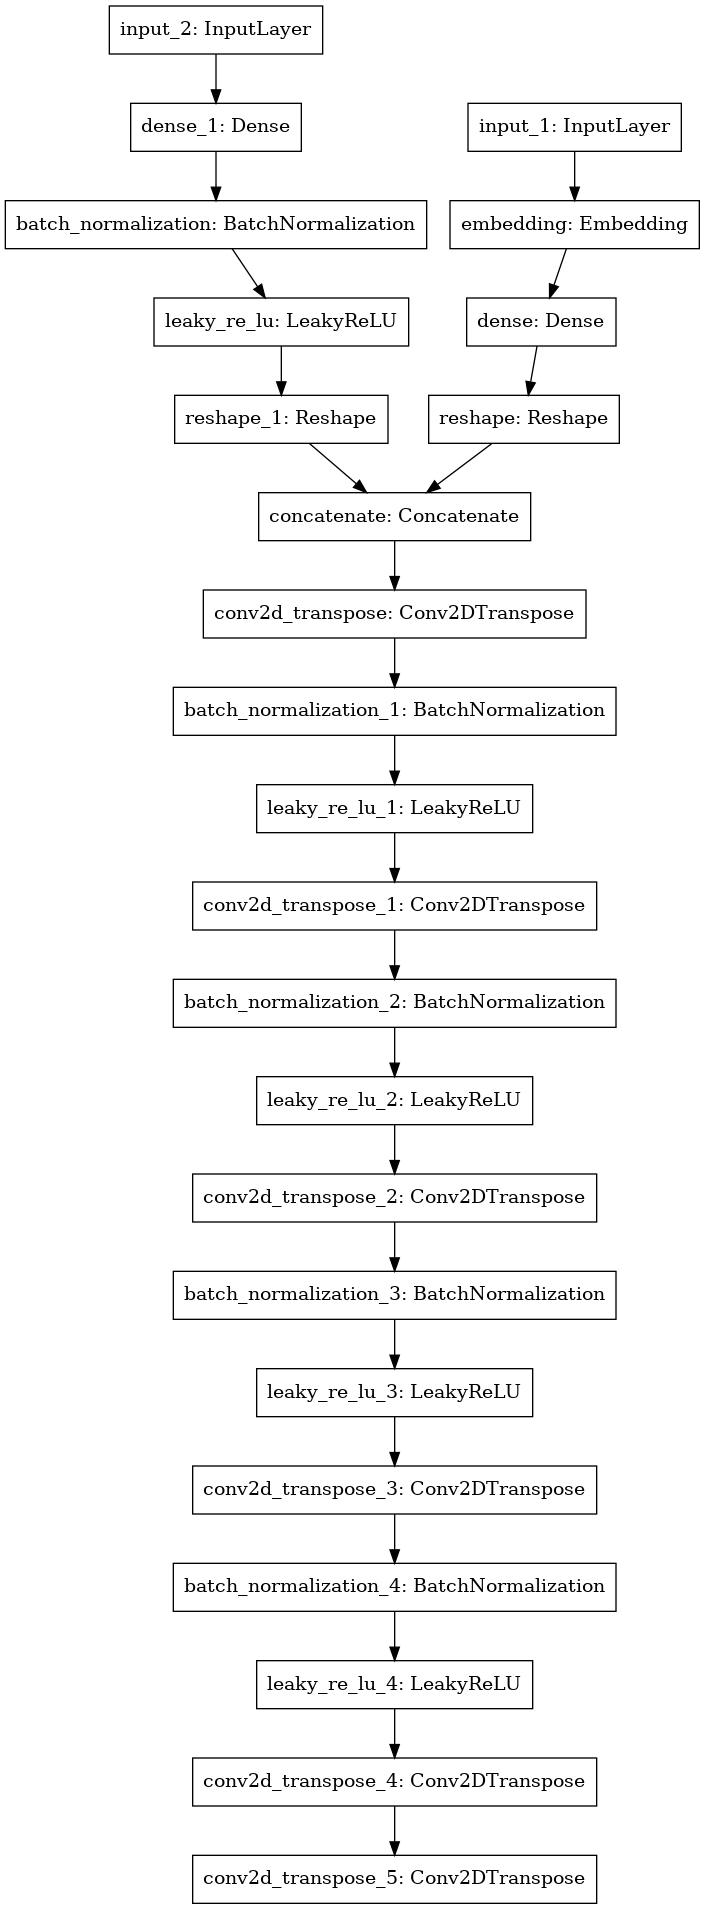 input_2: InputLayer
dense_1: Dense
input_1: InputLayer
batch_normalization: BatchNormalization
embedding: Embedding
leaky_re_lu: LeakyReLU
dense: Dense
reshape_1: Reshape
reshape: Reshape
concatenate: Concatenate
conv2d_transpose: Conv2DTranspose
batch_normalization_1: BatchNormalization
leaky_re_lu_1: LeakyReLU
conv2d_transpose_1: Conv2DTranspose
batch_normalization_2: BatchNormalization
leaky_re_lu_2: LeakyReLU
conv2d_transpose_2: Conv2DTranspose
batch_normalization_3: BatchNormalization
leaky_re_lu_3: LeakyReLU
conv2d_transpose_3: Conv2DTranspose
batch_normalization_4: BatchNormalization
leaky_re_lu_4: LeakyReLU
conv2d_transpose_4: Conv2DTranspose
conv2d_transpose_5: Conv2DTranspose